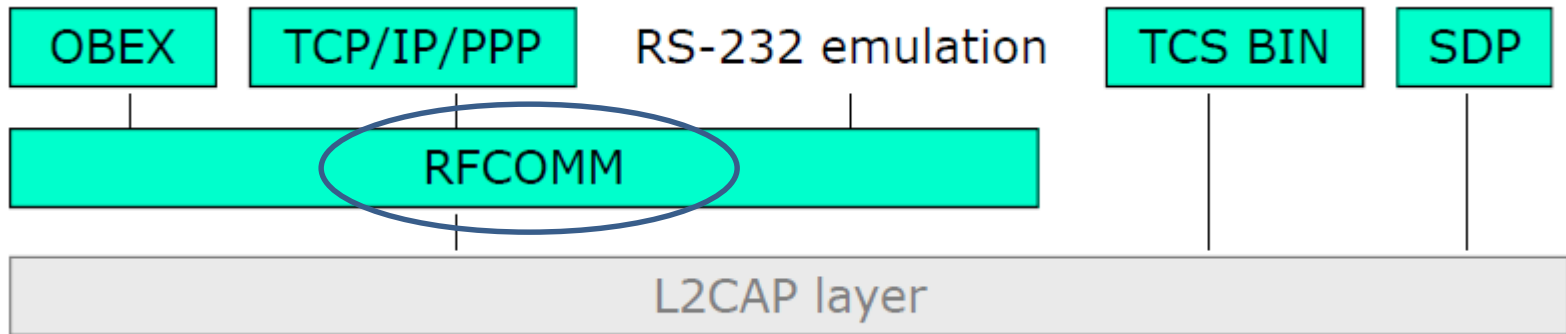 OBEX TCP/IP/PPP RS-232 emulation TCS BIN SDP
RFCOMM
L2CAP layer